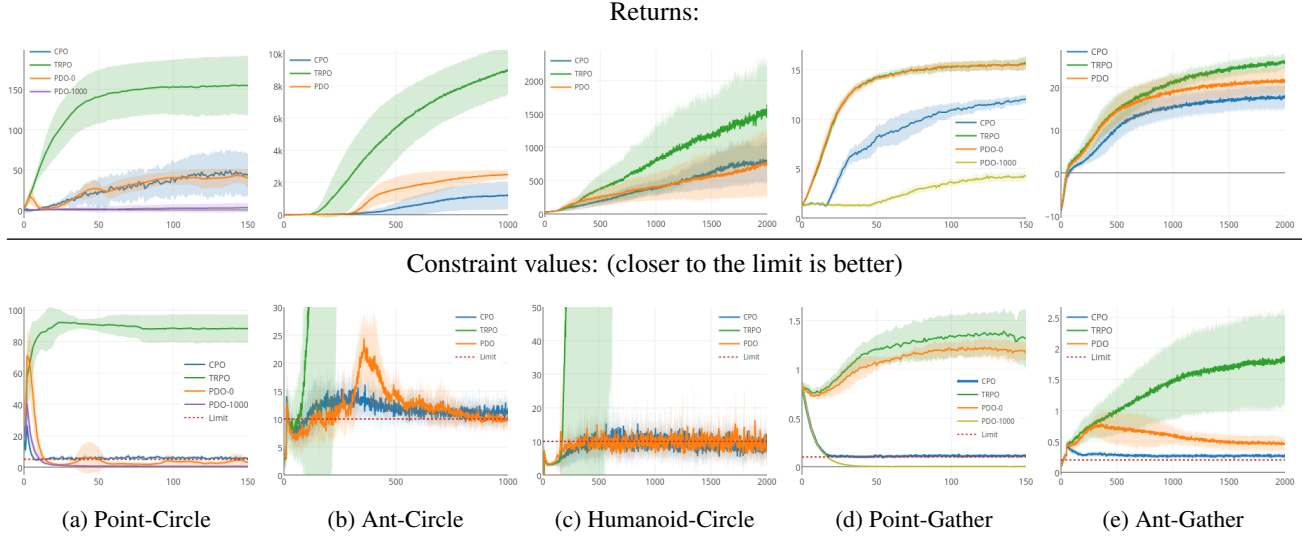 Returns:
CPO
TRPO
PDO-0
PDO-1000
150
100
50
0
0 50 100 150
CPO
TRPO
PDO
10k
8k
6k
4k
2k
0
500 1000
CPO
TRPO
PDO
2000
1500
1000
500
0
500 1000 1500 2000
CPO
TRPO
PDO-0
PDO-1000
15
10
5
0
0 50 100 150
CPO
TRPO
PDO
20
10
0
−10
0 500 1000 1500 2000
Constraint values: (closer to the limit is better)
CPO
TRPO
PDO-0
PDO-1000
Limit
100
80
60
40
20
0
0 50 100 150
CPO
TRPO
PDO
Limit
30
25
20
15
10
5
0
0 500 1000
CPO
TRPO
PDO
Limit
50
40
30
20
10
0
0 500 1000 1500 2000
CPO
TRPO
PDO-0
PDO-1000
Limit
1.5
1
0.5
0
0 50 100 150
CPO
TRPO
PDO
Limit
2.5
2
1.5
1
0.5
0
0 500 1000 1500 2000
(a) Point-Circle (b) Ant-Circle (c) Humanoid-Circle (d) Point-Gather (e) Ant-Gather